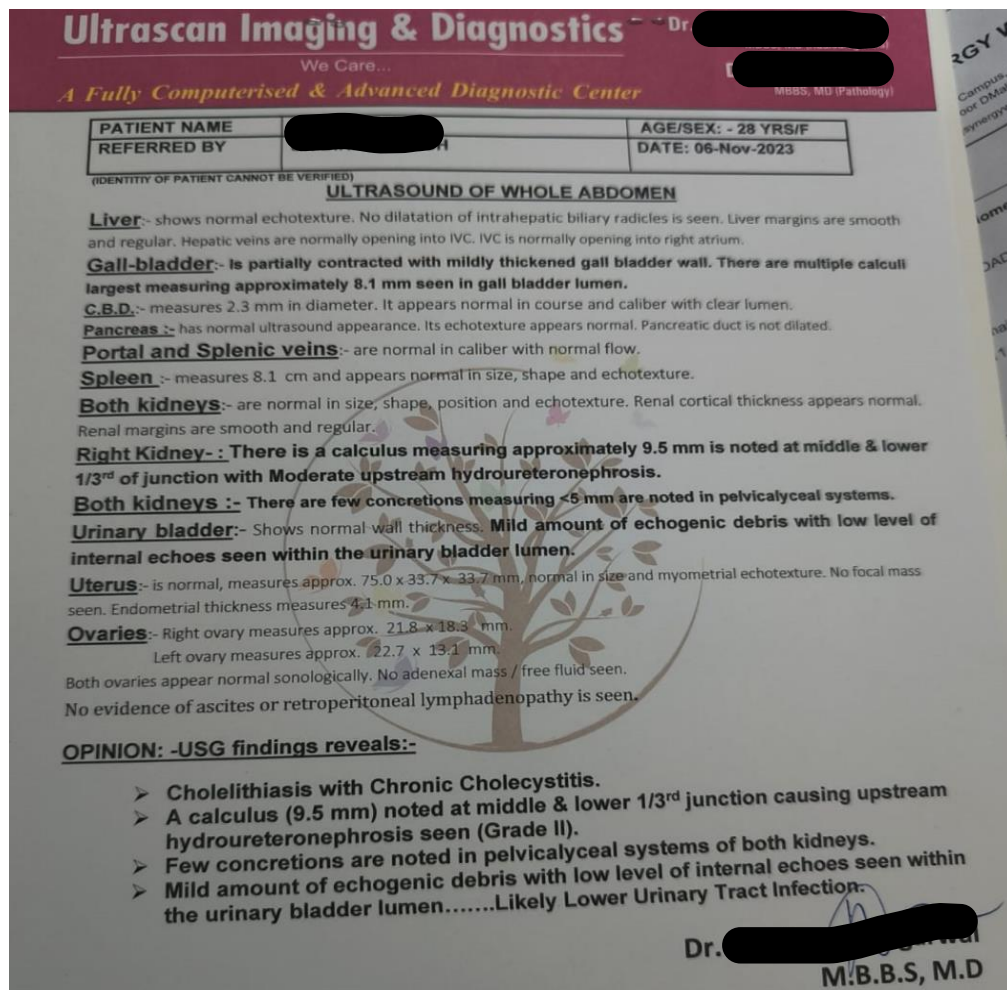 Ultrascan Imaging & Diagnostics
Dr.
We Care...
A Fully Computerised & Advanced Diagnostic Center
MBBS, MD (Pathology)
PATIENT NAME
AGE/SEX: - 28 YRS/F
REFERRED BY
DATE: 06-Nov-2023
(IDENTITIY OF PATIENT CANNOT BE VERIFIED)
ULTRASOUND OF WHOLE ABDOMEN
Liver:- shows normal echotexture. No dilatation of intrahepatic biliary radicles is seen. Liver margins are smooth
and regular. Hepatic veins are normally opening into IVC. IVC is normally opening into right atrium.
Gall-bladder:- Is partially contracted with mildly thickened gall bladder wall. There are multiple calculi
largest measuring approximately 8.1 mm seen in gall bladder lumen.
C.B.D.:- measures 2.3 mm in diameter. It appears normal in course and caliber with clear lumen.
Pancreas :- has normal ultrasound appearance. Its echotexture appears normal. Pancreatic duct is not dilated.
Portal and Splenic veins:- are normal in caliber with normal flow.
Spleen :- measures 8.1 cm and appears normal in size, shape and echotexture.
Both kidneys:- are normal in size, shape, position and echotexture. Renal cortical thickness appears normal.
Renal margins are smooth and regular.
Right Kidney- : There is a calculus measuring approximately 9.5 mm is noted at middle & lower
1/3rd of junction with Moderate upstream hydroureteronephrosis.
Both kidneys :- There are few concretions measuring <5 mm are noted in pelvicalyceal systems.
Urinary bladder:- Shows normal wall thickness. Mild amount of echogenic debris with low level of
internal echoes seen within the urinary bladder lumen.
Uterus:- is normal, measures approx. 75.0 x 33.7 x 33.7 mm, normal in size and myometrial echotexture. No focal mass
seen. Endometrial thickness measures 4.1 mm.
Ovaries:- Right ovary measures approx. 21.8 x 18.3 mm.
Left ovary measures approx. 22.7 x 13.1 mm.
Both ovaries appear normal sonologically. No adenexal mass / free fluid seen.
No evidence of ascites or retroperitoneal lymphadenopathy is seen.
OPINION: -USG findings reveals:-
➢ Cholelithiasis with Chronic Cholecystitis.
➢ A calculus (9.5 mm) noted at middle & lower 1/3rd junction causing upstream
hydroureteronephrosis seen (Grade II).
➢ Few concretions are noted in pelvicalyceal systems of both kidneys.
➢ Mild amount of echogenic debris with low level of internal echoes seen within
the urinary bladder lumen.......Likely Lower Urinary Tract Infection.
Dr.
M.B.B.S, M.D